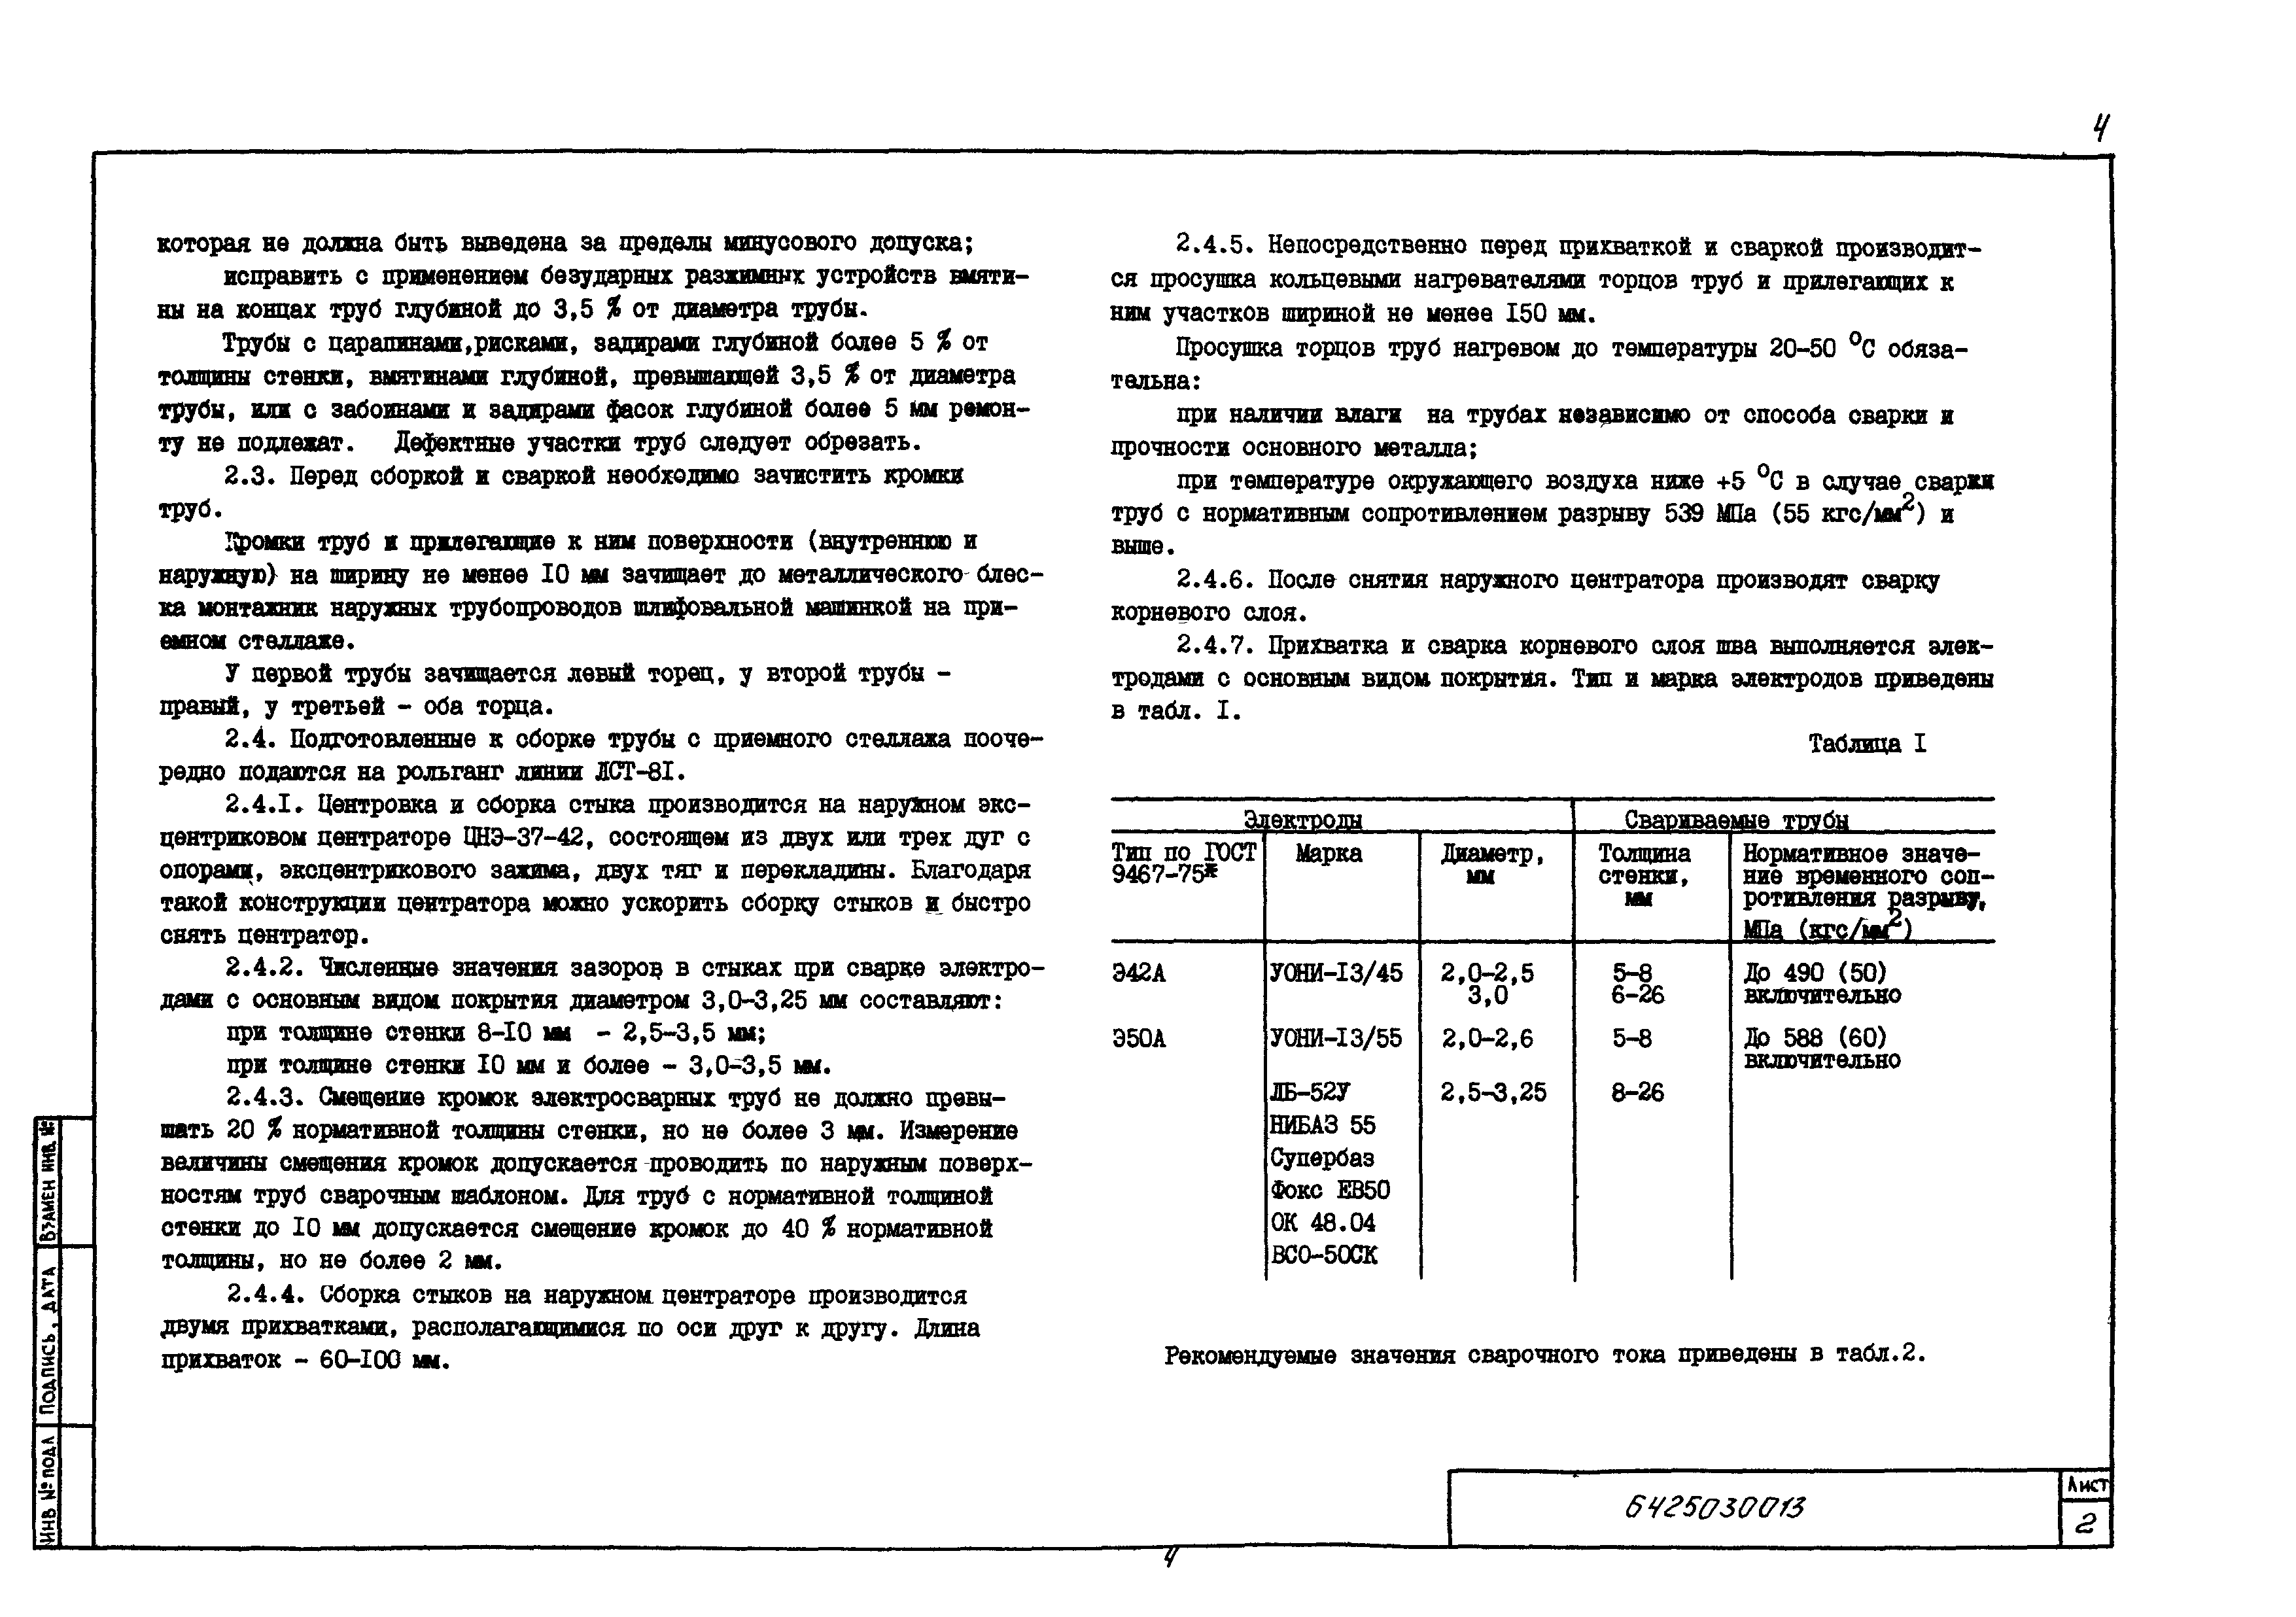 4
которая не должна быть выведена за пределы минусового допуска;
исправить с применением безударных разжимных устройств вмяти-
ны на концах труб глубиной до 3,5 % от диаметра трубы.
Трубы с царапинами,рисками, задирами глубиной более 5 % от
толщины стенки, вмятинами глубиной, превышающей 3,5 % от диаметра
трубы, или с забоинами и задирами фасок глубиной более 5 мм ремон-
ту не подлежат. Дефектные участки труб следует обрезать.
2.3. Перед сборкой и сваркой необходимо зачистить кромки
труб.
Кромки труб и прилегающие к ним поверхности (внутреннюю и
наружную) на ширину не менее 10 мм зачищает до металлического блес-
ка монтажник наружных трубопроводов шлифовальной машинкой на при-
емном стеллаже.
У первой трубы зачищается левый торец, у второй трубы -
правый, у третьей - оба торца.
2.4. Подготовленные к сборке трубы с приемного стеллажа пооче-
редно подаются на рольганг линии ЛСТ-81.
2.4.1. Центровка и сборка стыка производится на наружном экс-
центриковом центраторе ЦНЭ-37-42, состоящем из двух или трех дуг с
опорами, эксцентрикового зажима, двух тяг и перекладины. Благодаря
такой конструкции центратора можно ускорить сборку стыков и быстро
снять центратор.
2.4.2. Численные значения зазоров в стыках при сварке электро-
дами с основным видом покрытия диаметром 3,0-3,25 мм составляют:
при толщине стенки 8-10 мм - 2,5-3,5 мм;
при толщине стенки 10 мм и более - 3,0-3,5 мм.
2.4.3. Смещение кромок электросварных труб не должно превы-
шать 20 % нормативной толщины стенки, но не более 3 мм. Измерение
величины смещения кромок допускается проводить по наружным поверх-
ностям труб сварочным шаблоном. Для труб с нормативной толщиной
стенки до 10 мм допускается смещение кромок до 40 % нормативной
толщины, но не более 2 мм.
2.4.4. Сборка стыков на наружном центраторе производится
двумя прихватками, располагающимися по оси друг к другу. Длина
прихваток - 60-100 мм.
2.4.5. Непосредственно перед прихваткой и сваркой производит-
ся просушка кольцевыми нагревателями торцов труб и прилегающих к
ним участков шириной не менее 150 мм.
Просушка торцов труб нагревом до температуры 20-50 °С обяза-
тельна:
при наличии влаги на трубах независимо от способа сварки и
прочности основного металла;
при температуре окружающего воздуха ниже +5 °С в случае сварки
труб с нормативным сопротивлением разрыву 539 МПа (55 кгс/мм²) и
выше.
2.4.6. После снятия наружного центратора производят сварку
корневого слоя.
2.4.7. Прихватка и сварка корневого слоя шва выполняется элек-
тродами с основным видом покрытия. Тип и марка электродов приведены
в табл. 1.
Таблица 1
Электроды Свариваемые трубы
Тип по ГОСТ Марка Диаметр, Толщина Нормативное значе-
9467-75* мм стенки, ние временного соп-
мм ротивления разрыву,
МПа (кгс/мм²)
Э42А УОНИ-13/45 2,0-2,5 5-8 До 490 (50)
3,0 6-26 включительно
Э50А УОНИ-13/55 2,0-2,6 5-8 До 588 (60)
включительно
ЛБ-52У 2,5-3,25 8-26
НИБАЗ 55
Супербаз
Фокс ЕВ50
ОК 48.04
ВСО-50СК
Рекомендуемые значения сварочного тока приведены в табл.2.
ВЗАМЕН ИНВ. №
ПОДПИСЬ, ДАТА
ИНВ № ПОДЛ
6425030013
Лист
2
4